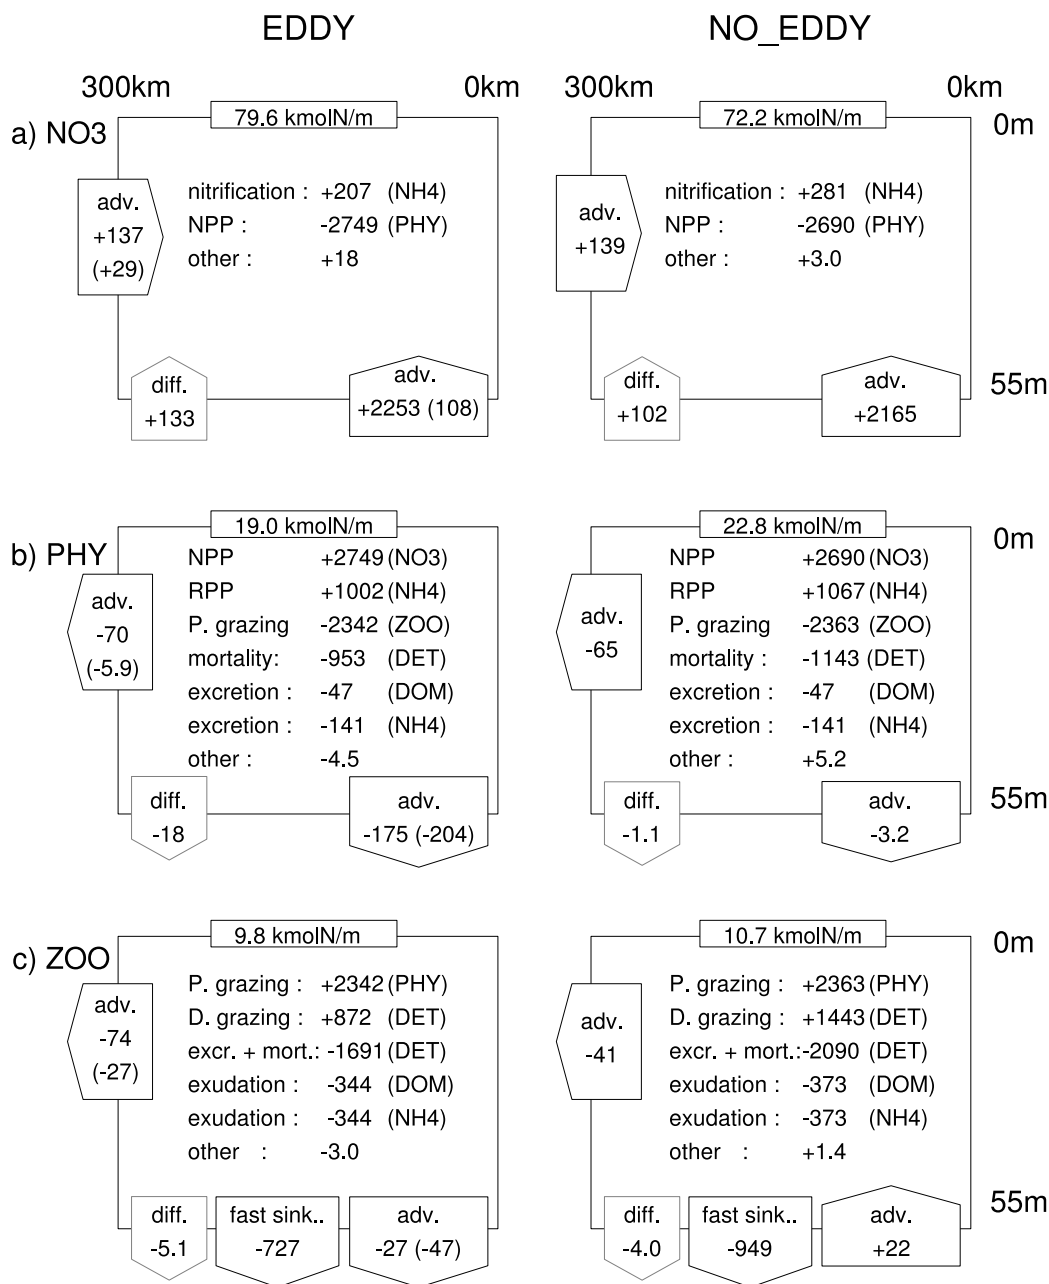 EDDY NO_EDDY
300km 0km 300km 0km
79.6 kmolN/m 72.2 kmolN/m 0m
a) NO3
adv.
+137
(+29)
nitrification : +207 (NH4)
NPP : -2749 (PHY)
other : +18
diff.
+133
adv.
+2253 (108)
adv.
+139
nitrification : +281 (NH4)
NPP : -2690 (PHY)
other : +3.0
diff.
+102
adv.
+2165
55m
b) PHY
19.0 kmolN/m 22.8 kmolN/m 0m
adv.
-70
(-5.9)
NPP +2749 (NO3)
RPP +1002 (NH4)
P. grazing -2342 (ZOO)
mortality: -953 (DET)
excretion : -47 (DOM)
excretion : -141 (NH4)
other : -4.5
diff.
-18
adv.
-175 (-204)
adv.
-65
NPP +2690 (NO3)
RPP +1067 (NH4)
P. grazing -2363 (ZOO)
mortality : -1143 (DET)
excretion : -47 (DOM)
excretion : -141 (NH4)
other : +5.2
diff.
-1.1
adv.
-3.2
55m
c) ZOO
9.8 kmolN/m 10.7 kmolN/m 0m
adv.
-74
(-27)
P. grazing : +2342 (PHY)
D. grazing : +872 (DET)
excr. + mort.: -1691 (DET)
exudation : -344 (DOM)
exudation : -344 (NH4)
other : -3.0
diff.
-5.1
fast sink..
-727
adv.
-27 (-47)
adv.
-41
P. grazing : +2363 (PHY)
D. grazing : +1443 (DET)
excr. + mort.: -2090 (DET)
exudation : -373 (DOM)
exudation : -373 (NH4)
other : +1.4
diff.
-4.0
fast sink..
-949
adv.
+22
55m